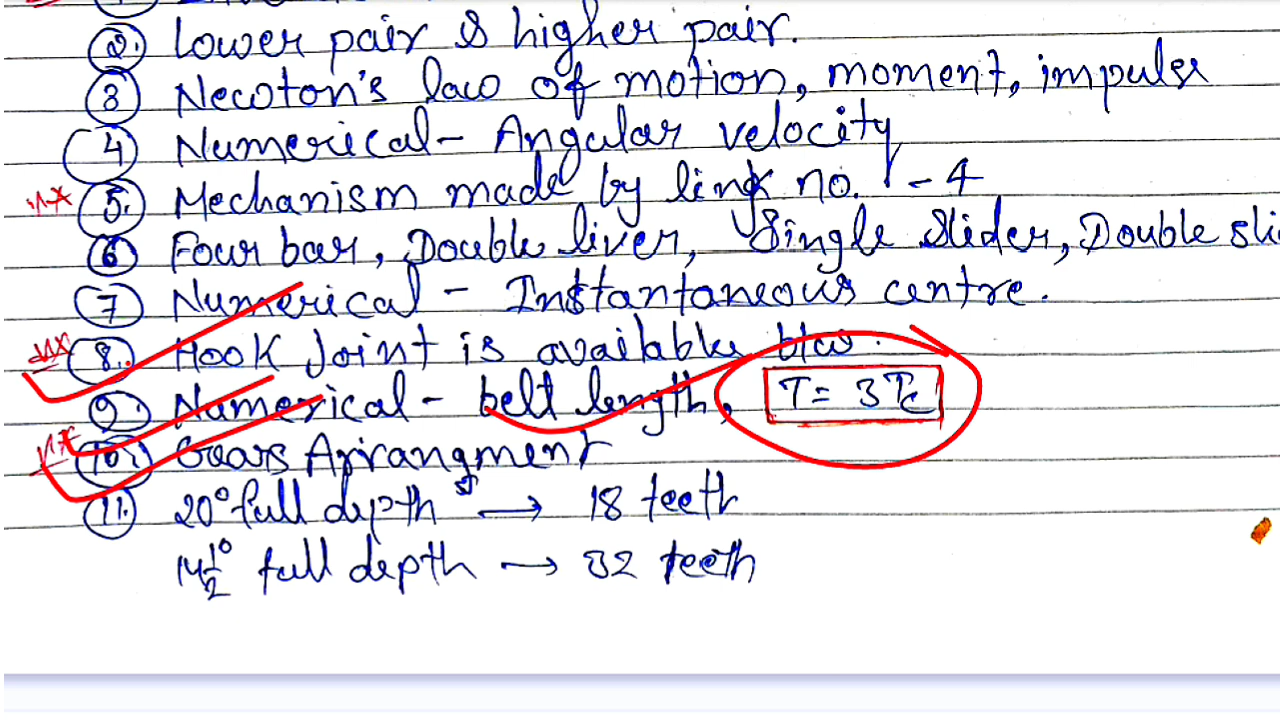 ② Lower pair & higher pair.
③ Newton's law of motion, moment, impulse
④ Numerical - Angular velocity
⑤ Mechanism made by link no. - 4
⑥ Four bar, Double liver, Single Slider, Double sli
⑦ Numerical - Instantaneous centre.
⑧ Hook Joint is available b/w.
⑨ Numerical - belt length, T = 3Tc
⑩ Gears Arrangment
⑪ 20° full depth → 18 teeth
14½° full depth → 32 teeth